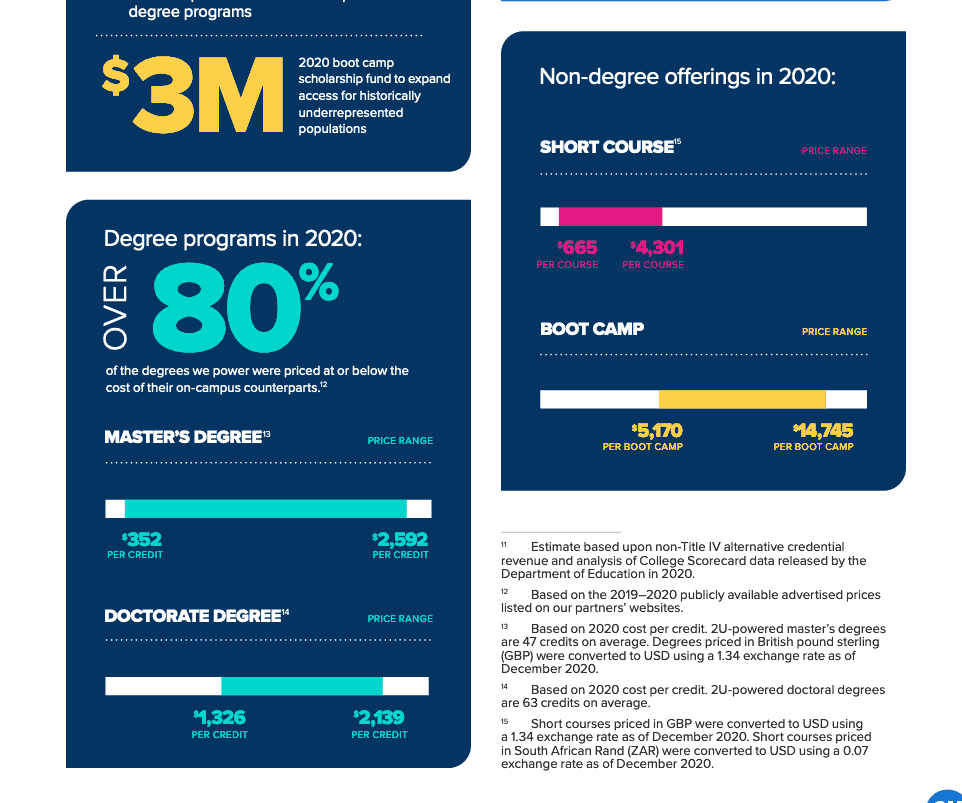 degree programs
$3M
2020 boot camp
scholarship fund to expand
access for historically
underrepresented
populations
Degree programs in 2020:
OVER
80%
of the degrees we power were priced at or below the
cost of their on-campus counterparts.12
MASTER'S DEGREE13 PRICE RANGE
$352 $2,592
PER CREDIT PER CREDIT
DOCTORATE DEGREE14 PRICE RANGE
$1,326 $2,139
PER CREDIT PER CREDIT
Non-degree offerings in 2020:
SHORT COURSE15 PRICE RANGE
$665 $4,301
PER COURSE PER COURSE
BOOT CAMP PRICE RANGE
$5,170 $14,745
PER BOOT CAMP PER BOOT CAMP
11 Estimate based upon non-Title IV alternative credential
revenue and analysis of College Scorecard data released by the
Department of Education in 2020.
12 Based on the 2019–2020 publicly available advertised prices
listed on our partners' websites.
13 Based on 2020 cost per credit. 2U-powered master's degrees
are 47 credits on average. Degrees priced in British pound sterling
(GBP) were converted to USD using a 1.34 exchange rate as of
December 2020.
14 Based on 2020 cost per credit. 2U-powered doctoral degrees
are 63 credits on average.
15 Short courses priced in GBP were converted to USD using
a 1.34 exchange rate as of December 2020. Short courses priced
in South African Rand (ZAR) were converted to USD using a 0.07
exchange rate as of December 2020.